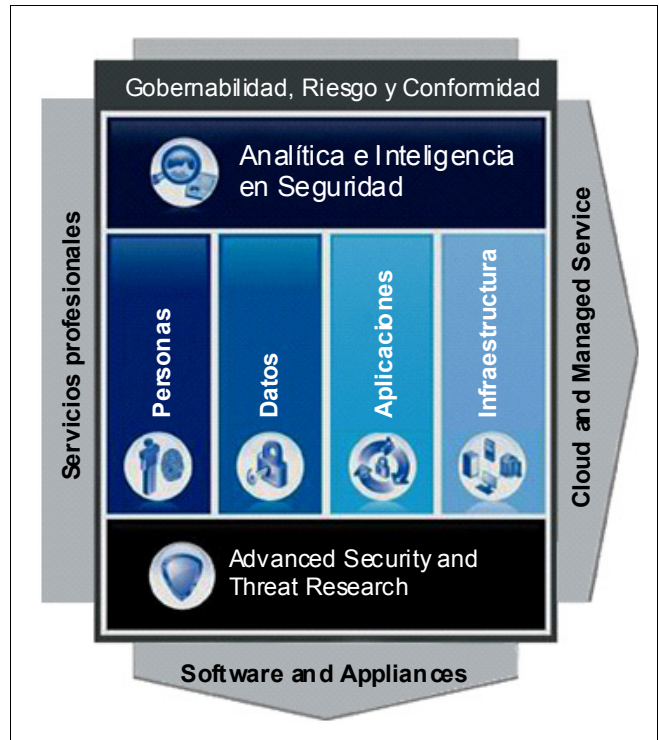 Gobernabilidad, Riesgo y Conformidad
Analítica e Inteligencia
en Seguridad
Servicios profesionales
Personas
Datos
Aplicaciones
Infraestructura
Cloud and Managed Service
Advanced Security and
Threat Research
Software and Appliances